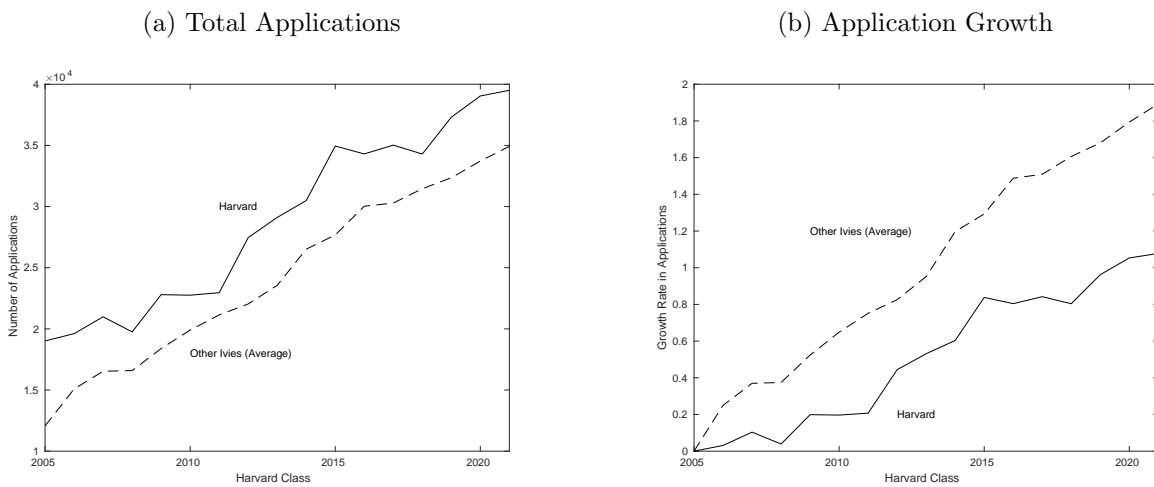 (a) Total Applications
×10⁴
4
3.5
3
2.5
2
1.5
1
Number of Applications
Harvard
Other Ivies (Average)
2005 2010 2015 2020
Harvard Class
(b) Application Growth
2
1.8
1.6
1.4
1.2
1
0.8
0.6
0.4
0.2
0
Growth Rate in Applications
Other Ivies (Average)
Harvard
2005 2010 2015 2020
Harvard Class